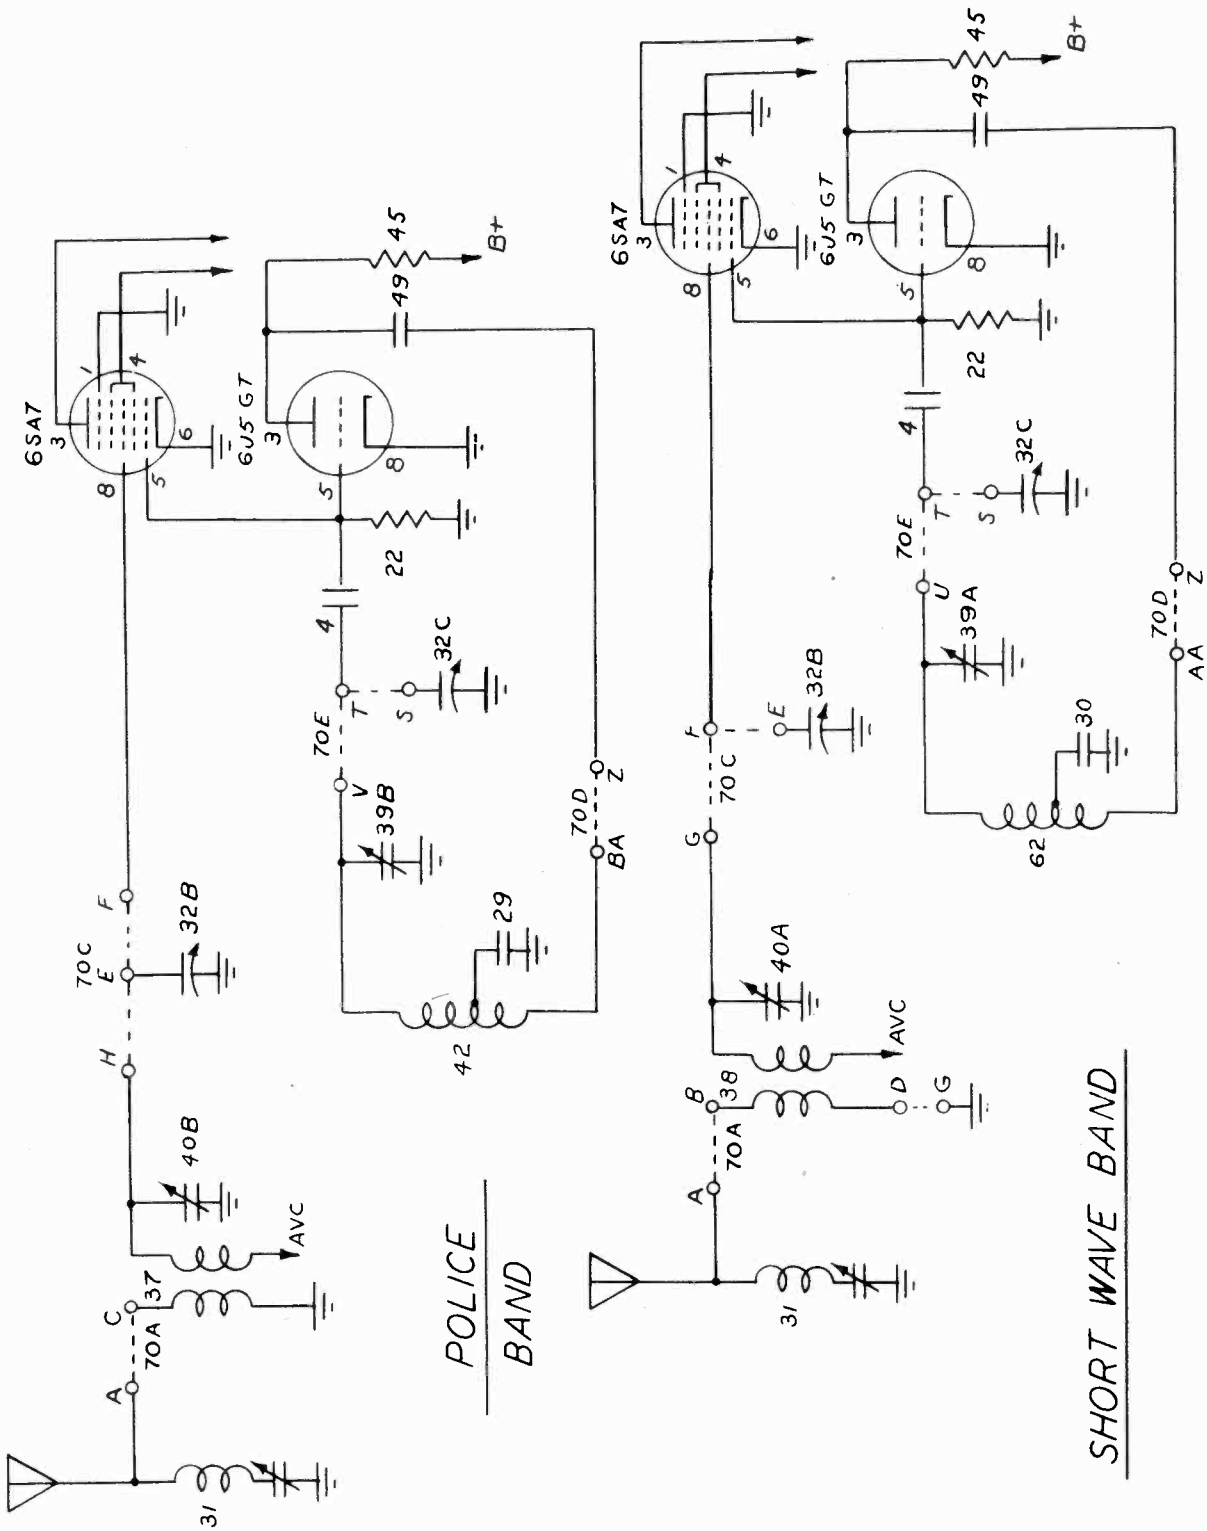 6SA7
3
1
4
8
5
6
6J5 GT
3
5
8
45
49
B+
22
4
T
S
32C
70E
V
39B
70D
Z
BA
29
42
F
70C
E
32B
H
40B
AVC
37
C
70A
A
31
POLICE
BAND
6SA7
3
1
4
8
5
6
6J5 GT
3
5
8
45
49
B+
22
4
T
S
32C
70E
U
39A
70D
Z
AA
30
62
F
E
70C
32B
G
40A
AVC
B
38
D
G
70A
A
31
SHORT WAVE BAND